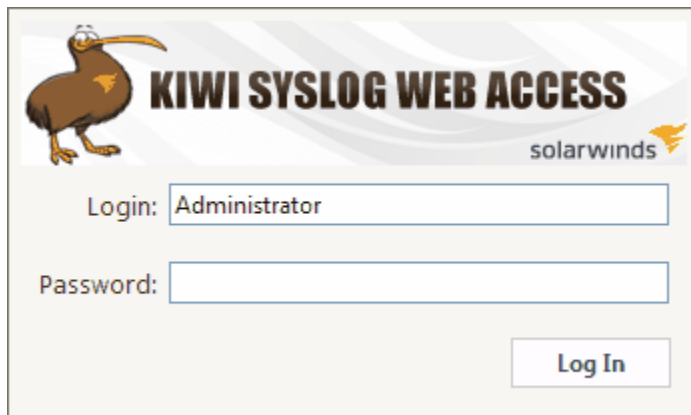 KIWI SYSLOG WEB ACCESS
solarwinds
Login: Administrator
Password:
Log In